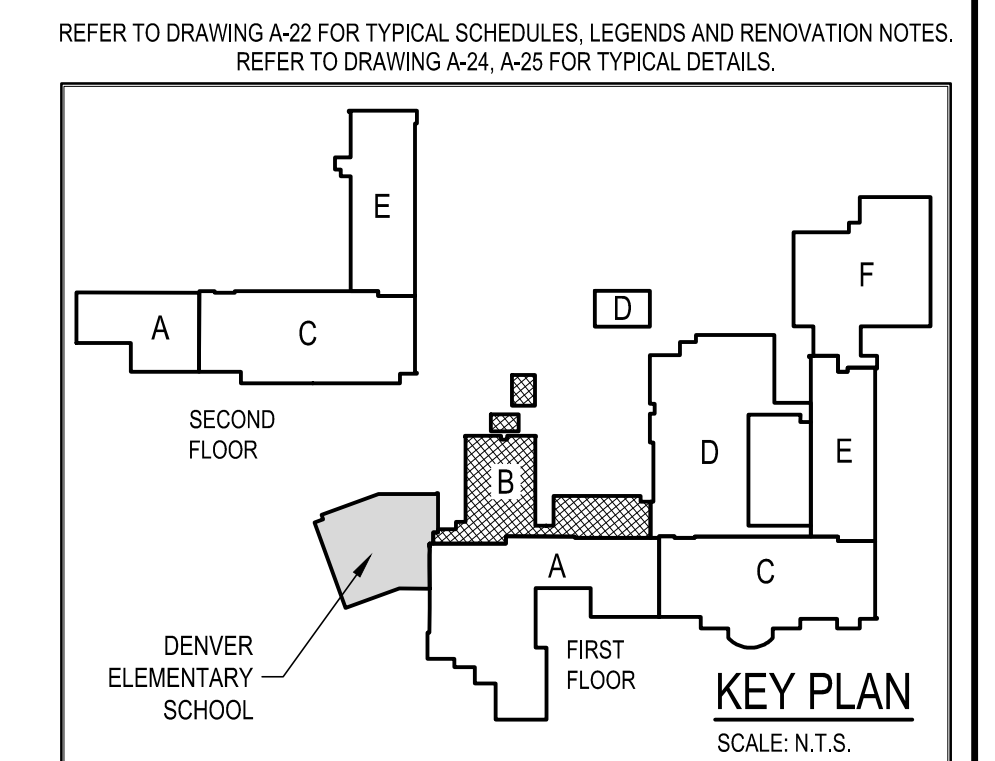 REFER TO DRAWING A-22 FOR TYPICAL SCHEDULES, LEGENDS AND RENOVATION NOTES.
REFER TO DRAWING A-24, A-25 FOR TYPICAL DETAILS.
E
A
C
SECOND
FLOOR
F
D
D
E
B
A
C
DENVER
ELEMENTARY
SCHOOL
FIRST
FLOOR
KEY PLAN
SCALE: N.T.S.